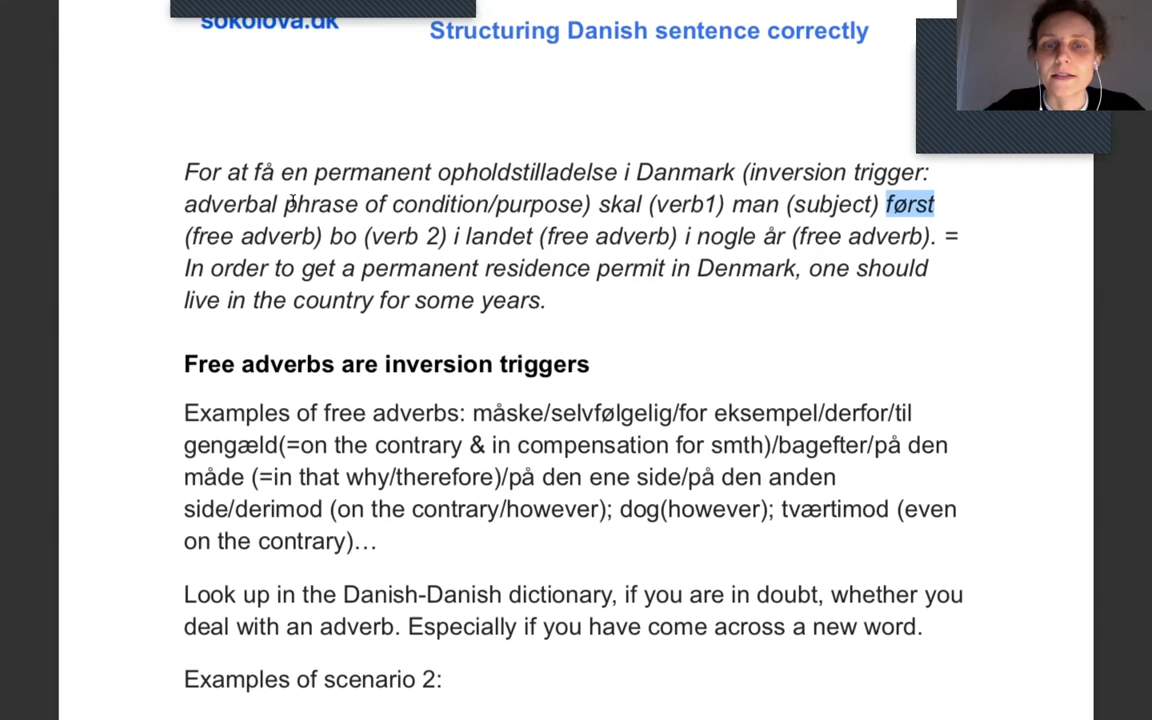 sokolova.dk
Structuring Danish sentence correctly
For at få en permanent opholdstilladelse i Danmark (inversion trigger:
adverbal phrase of condition/purpose) skal (verb1) man (subject) først
(free adverb) bo (verb 2) i landet (free adverb) i nogle år (free adverb). =
In order to get a permanent residence permit in Denmark, one should
live in the country for some years.
Free adverbs are inversion triggers
Examples of free adverbs: måske/selvfølgelig/for eksempel/derfor/til
gengæld(=on the contrary & in compensation for smth)/bagefter/på den
måde (=in that why/therefore)/på den ene side/på den anden
side/derimod (on the contrary/however); dog(however); tværtimod (even
on the contrary)…
Look up in the Danish-Danish dictionary, if you are in doubt, whether you
deal with an adverb. Especially if you have come across a new word.
Examples of scenario 2: